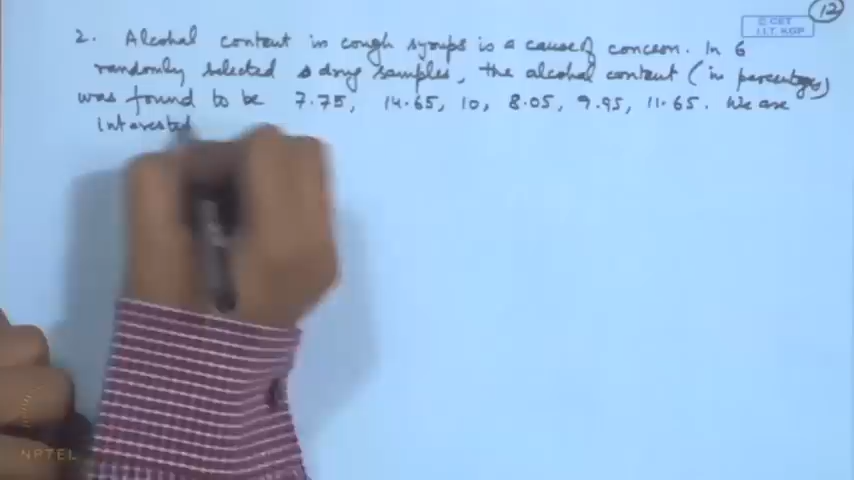 12
© CET
I.I.T. KGP
2. Alcohol content in cough syrups is a cause of concern. In 6
randomly selected drug samples, the alcohol content (in percentages)
was found to be 7.75, 14.65, 10, 8.05, 9.95, 11.65. We are
interested
NPTEL